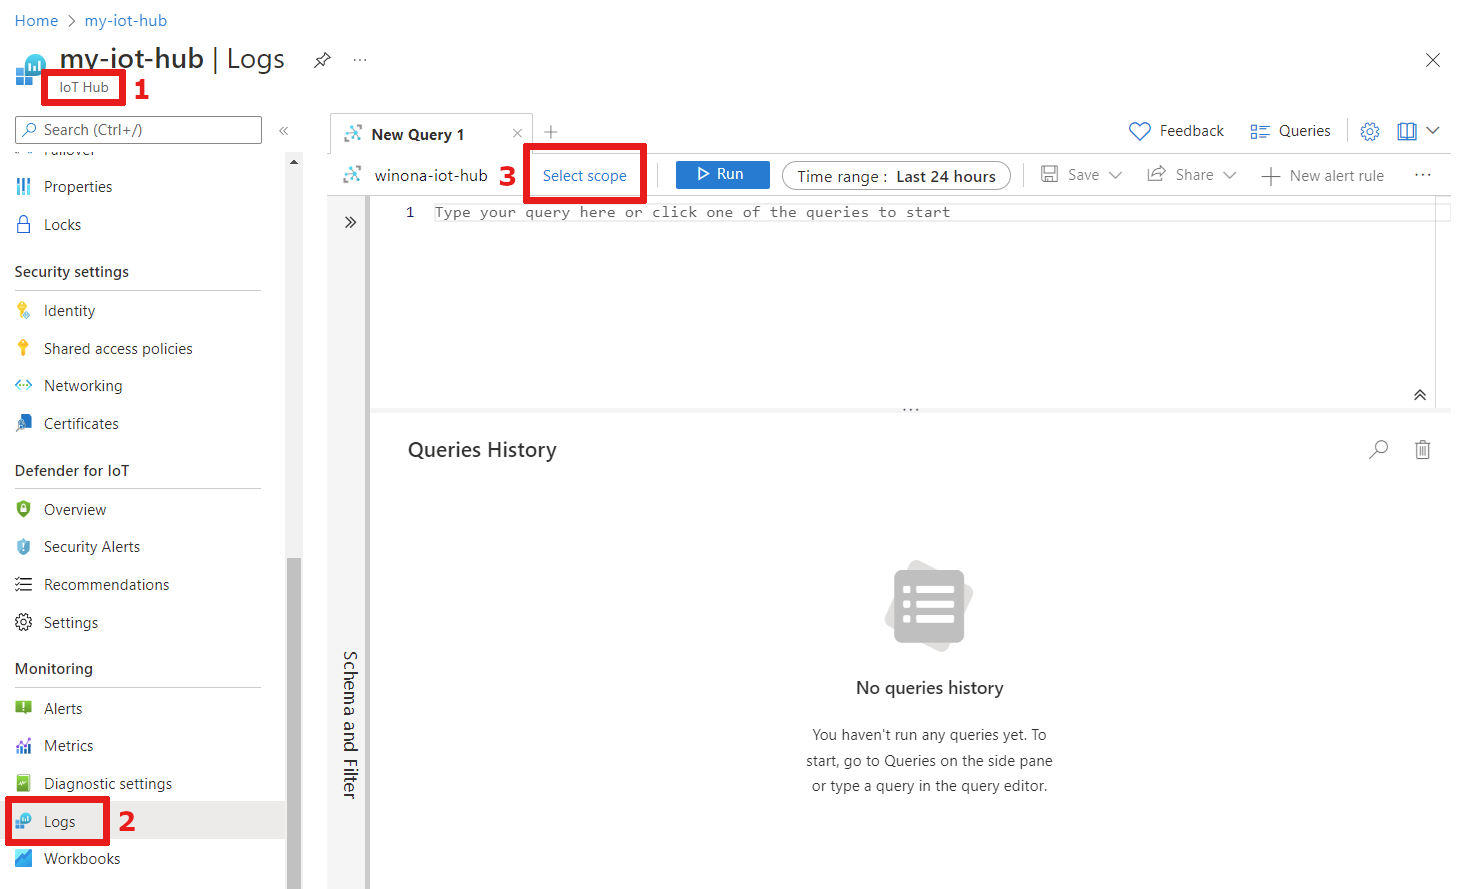 Home > my-iot-hub
my-iot-hub | Logs ...
IoT Hub 1
Search (Ctrl+/) «
Failover
Properties
Locks
Security settings
Identity
Shared access policies
Networking
Certificates
Defender for IoT
Overview
Security Alerts
Recommendations
Settings
Monitoring
Alerts
Metrics
Diagnostic settings
Logs 2
Workbooks
New Query 1
Feedback Queries
winona-iot-hub 3 Select scope Run Time range : Last 24 hours Save Share New alert rule ...
1 Type your query here or click one of the queries to start
Schema and Filter
Queries History
No queries history
You haven't run any queries yet. To
start, go to Queries on the side pane
or type a query in the query editor.